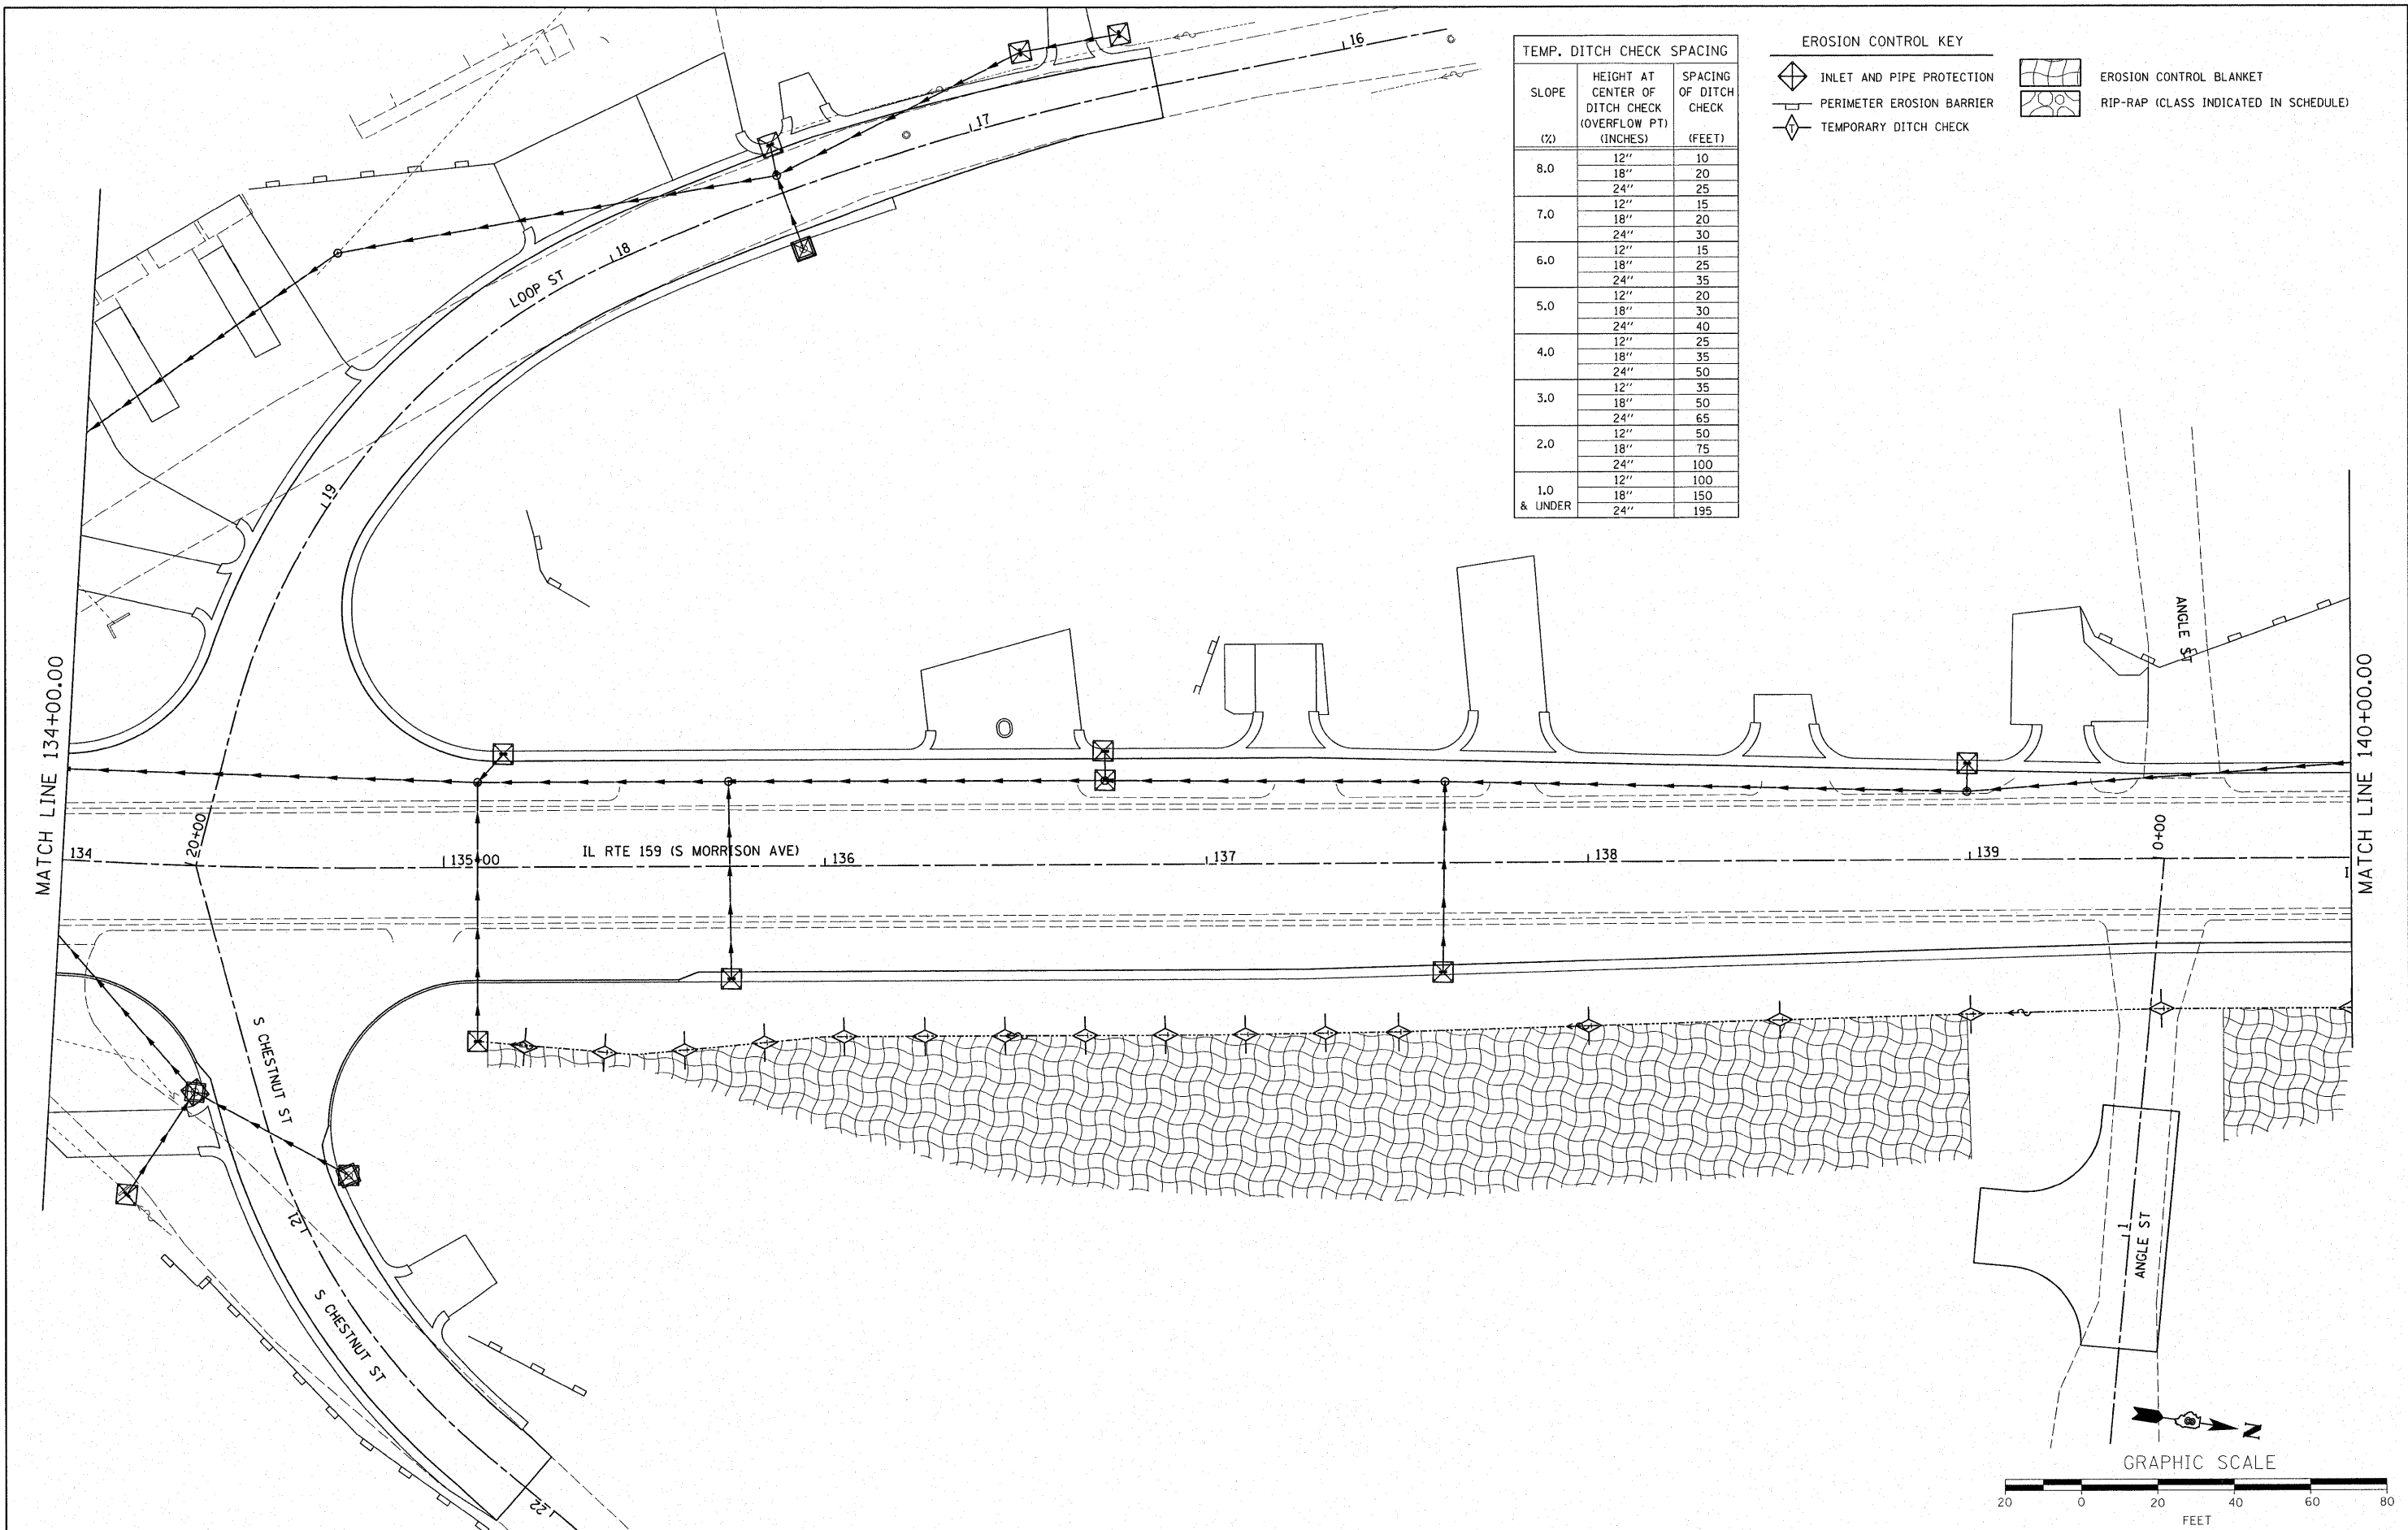 TEMP. DITCH CHECK SPACING
SLOPE (%) HEIGHT AT CENTER OF DITCH CHECK (OVERFLOW PT) (INCHES) SPACING OF DITCH CHECK (FEET)
8.0 12" 10
18" 20
24" 25
7.0 12" 15
18" 20
24" 30
6.0 12" 15
18" 25
24" 35
5.0 12" 20
18" 30
24" 40
4.0 12" 25
18" 35
24" 50
3.0 12" 35
18" 50
24" 65
2.0 12" 50
18" 75
24" 100
1.0 & UNDER 12" 100
18" 150
24" 195
EROSION CONTROL KEY
INLET AND PIPE PROTECTION
PERIMETER EROSION BARRIER
TEMPORARY DITCH CHECK
EROSION CONTROL BLANKET
RIP-RAP (CLASS INDICATED IN SCHEDULE)
16
17
18
LOOP ST
19
20+00
MATCH LINE 134+00.00
134
135+00
IL RTE 159 (S MORRISON AVE)
136
137
138
139
0+00
ANGLE ST
MATCH LINE 140+00.00
S CHESTNUT ST
21
S CHESTNUT ST
22
1
ANGLE ST
N
GRAPHIC SCALE
20 0 20 40 60 80
FEET